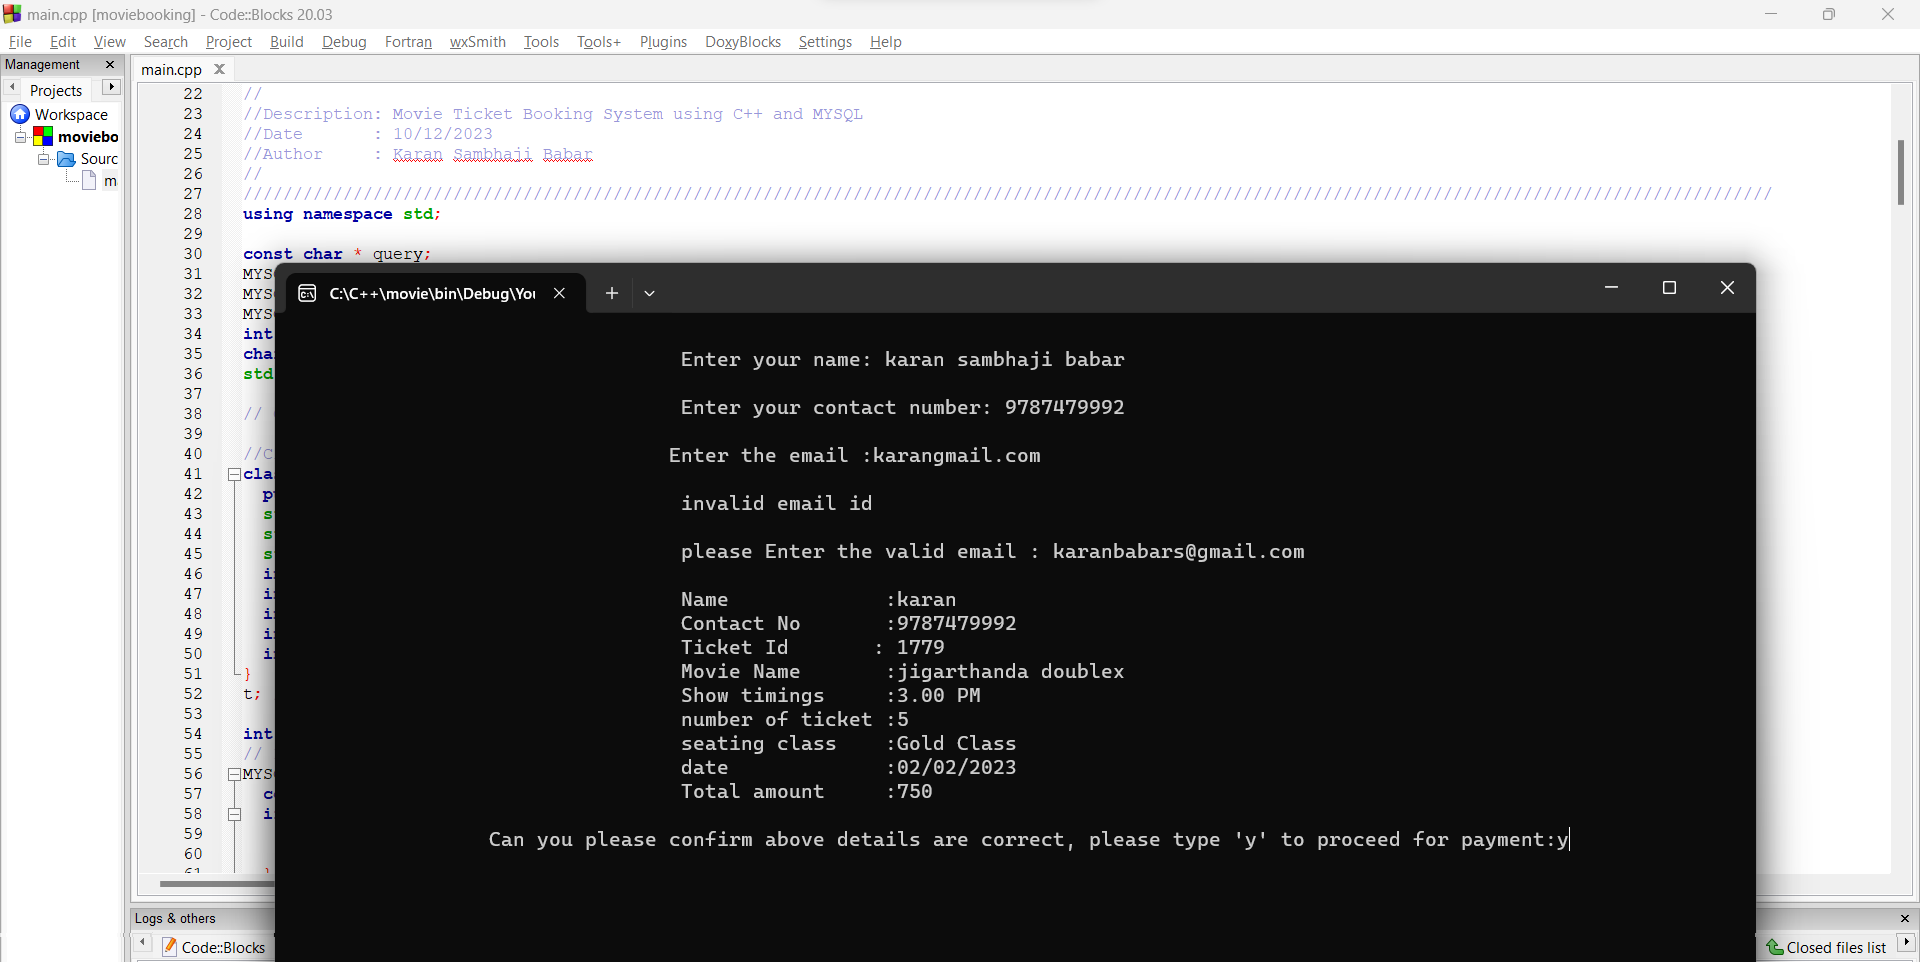 main.cpp [moviebooking] - Code::Blocks 20.03
File Edit View Search Project Build Debug Fortran wxSmith Tools Tools+ Plugins DoxyBlocks Settings Help
Management
main.cpp
Projects
Workspace
moviebo
Sourc
m
22 //
23 //Description: Movie Ticket Booking System using C++ and MYSQL
24 //Date : 10/12/2023
25 //Author : Karan Sambhaji Babar
26 //
27 /////////////////////////////////////////////////////////////////////////////////////////////////////////////////////////////////////////////////////////
28 using namespace std;
29
30 const char * query;
31 MYS
32 MYS
33 MYS
34 int
35 cha
36 std
37
38 //
39
40 //C
41 cla
42 p
43 s
44 s
45 s
46 i
47 i
48 i
49 i
50 i
51 }
52 t;
53
54 int
55 //
56 MYS
57 c
58 i
59
60
61 }
C:\C++\movie\bin\Debug\You
Enter your name: karan sambhaji babar
Enter your contact number: 9787479992
Enter the email :karangmail.com
invalid email id
please Enter the valid email : karanbabars@gmail.com
Name :karan
Contact No :9787479992
Ticket Id : 1779
Movie Name :jigarthanda doublex
Show timings :3.00 PM
number of ticket :5
seating class :Gold Class
date :02/02/2023
Total amount :750
Can you please confirm above details are correct, please type 'y' to proceed for payment:y
Logs & others
Code::Blocks
Closed files list